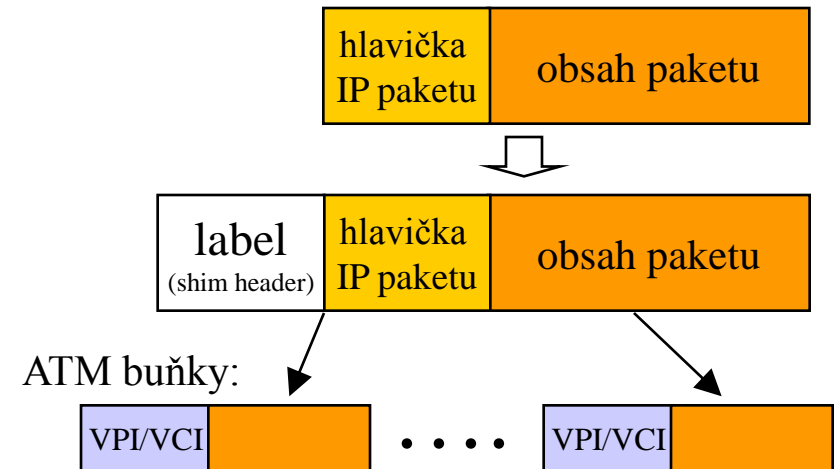 hlavička
IP paketu
obsah paketu
label
(shim header)
hlavička
IP paketu
obsah paketu
ATM buňky:
VPI/VCI
. . . .
VPI/VCI